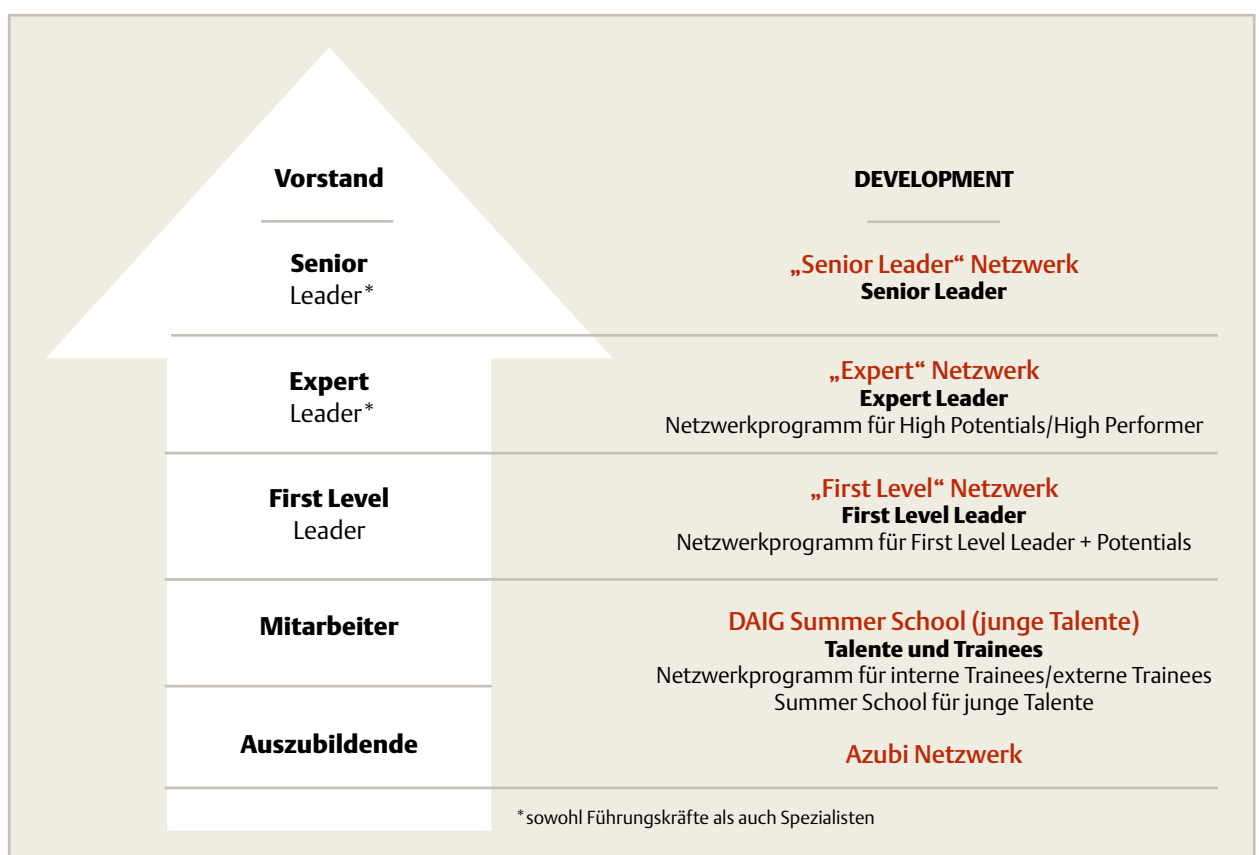 Vorstand
DEVELOPMENT
Senior
Leader*
„Senior Leader“ Netzwerk
Senior Leader
Expert
Leader*
„Expert“ Netzwerk
Expert Leader
Netzwerkprogramm für High Potentials/High Performer
First Level
Leader
„First Level“ Netzwerk
First Level Leader
Netzwerkprogramm für First Level Leader + Potentials
Mitarbeiter
DAIG Summer School (junge Talente)
Talente und Trainees
Netzwerkprogramm für interne Trainees/externe Trainees
Summer School für junge Talente
Auszubildende
Azubi Netzwerk
*sowohl Führungskräfte als auch Spezialisten